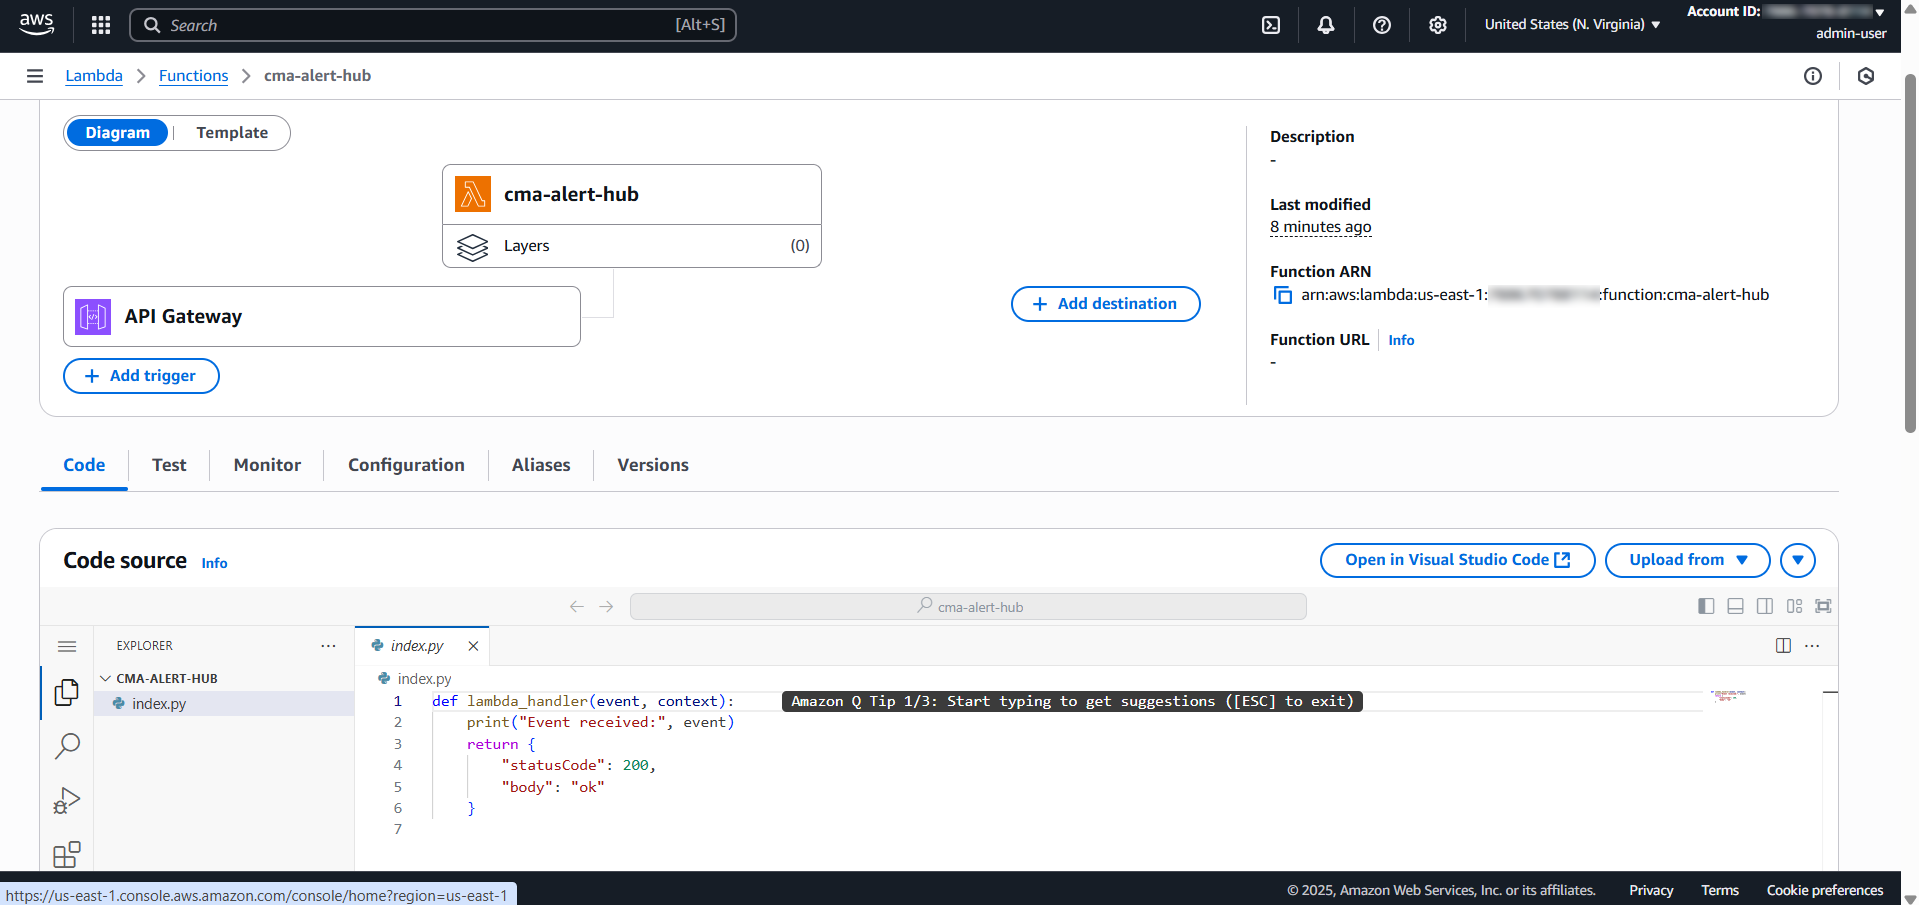 aws
Search
[Alt+S]
United States (N. Virginia)
Account ID:
admin-user
Lambda
Functions
cma-alert-hub
Diagram
Template
cma-alert-hub
Layers
(0)
API Gateway
Add trigger
Add destination
Description
-
Last modified
8 minutes ago
Function ARN
arn:aws:lambda:us-east-1:
:function:cma-alert-hub
Function URL
Info
-
Code
Test
Monitor
Configuration
Aliases
Versions
Code source
Info
Open in Visual Studio Code
Upload from
cma-alert-hub
EXPLORER
CMA-ALERT-HUB
index.py
index.py
index.py
1 def lambda_handler(event, context):
Amazon Q Tip 1/3: Start typing to get suggestions ([ESC] to exit)
2 print("Event received:", event)
3 return {
4 "statusCode": 200,
5 "body": "ok"
6 }
7
https://us-east-1.console.aws.amazon.com/console/home?region=us-east-1
© 2025, Amazon Web Services, Inc. or its affiliates.
Privacy
Terms
Cookie preferences